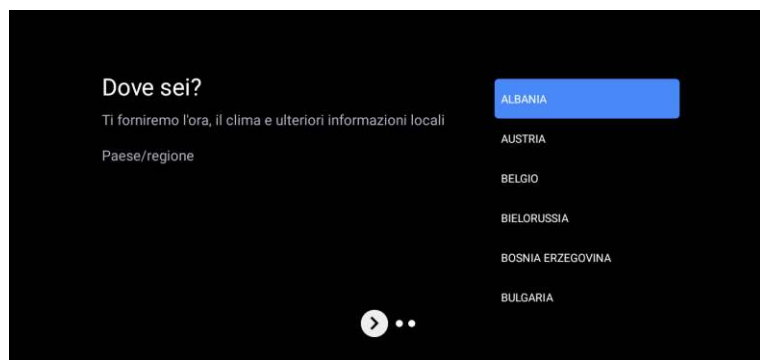 Dove sei?
Ti forniremo l'ora, il clima e ulteriori informazioni locali
Paese/regione
ALBANIA
AUSTRIA
BELGIO
BIELORUSSIA
BOSNIA ERZEGOVINA
BULGARIA